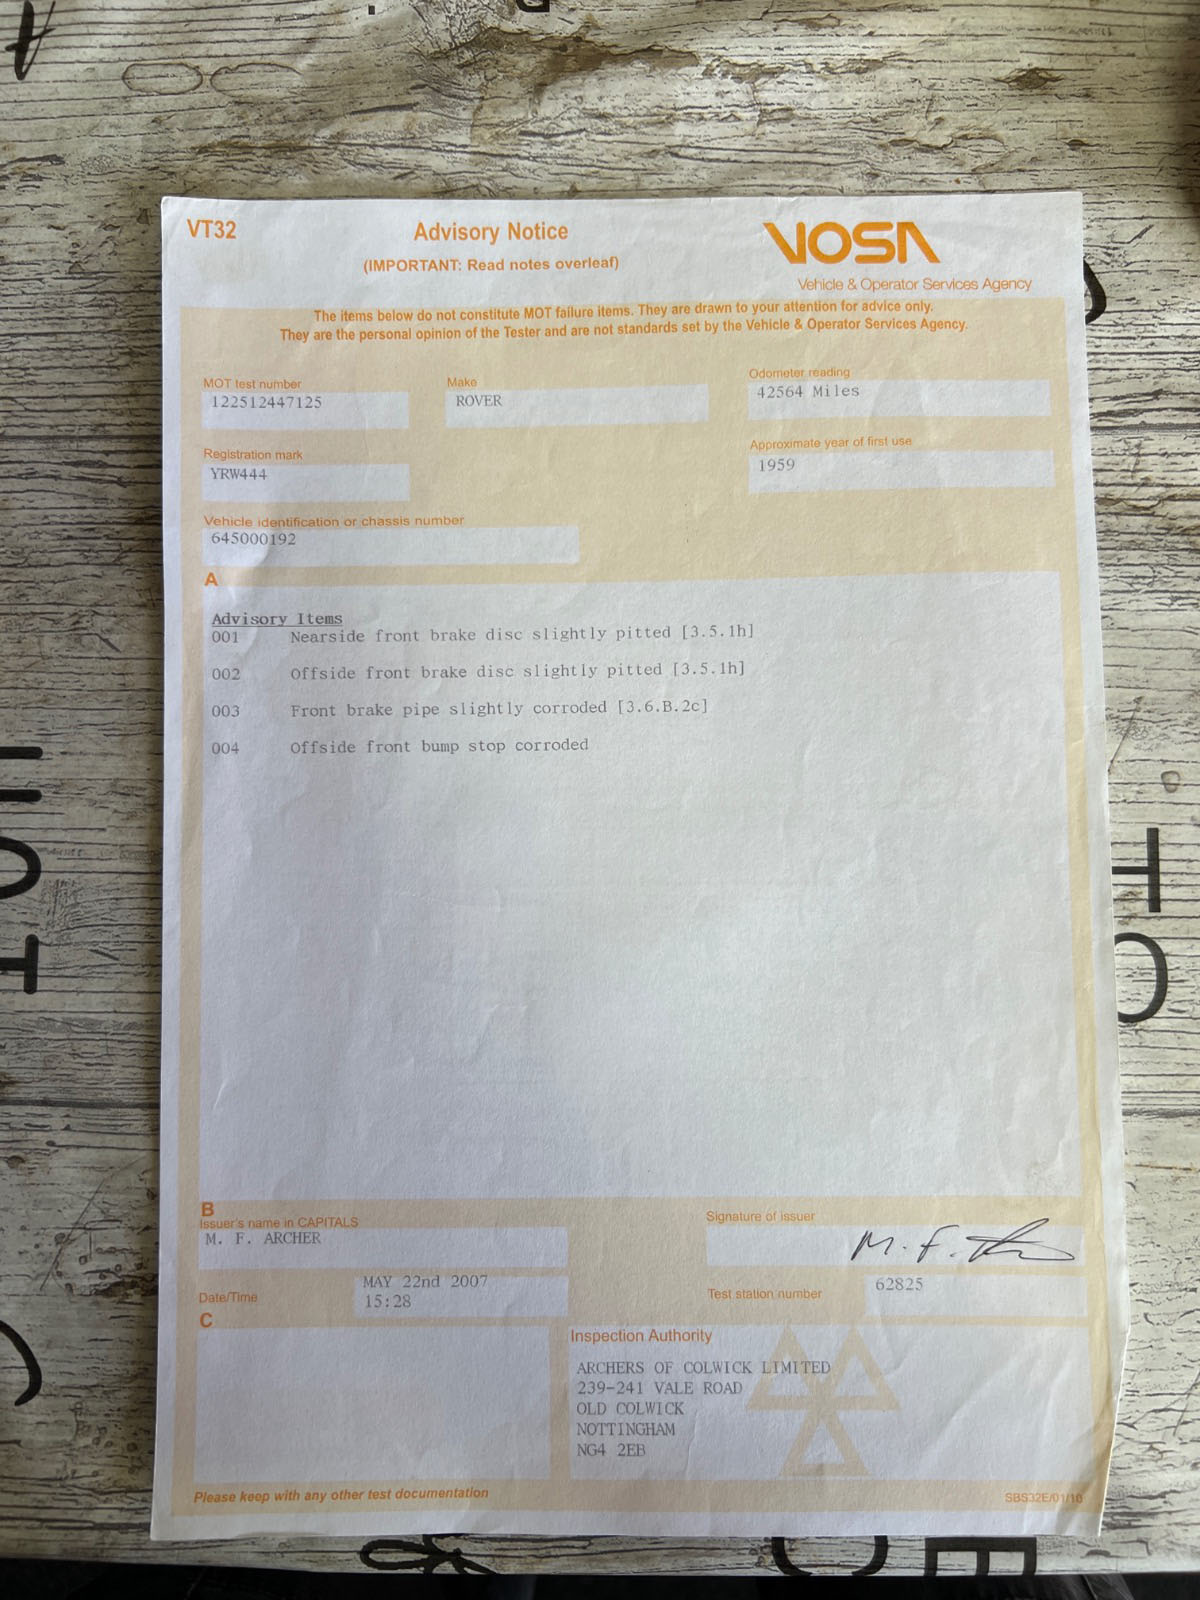 VT32
Advisory Notice
(IMPORTANT: Read notes overleaf)
VOSA
Vehicle & Operator Services Agency
The items below do not constitute MOT failure items. They are drawn to your attention for advice only.
They are the personal opinion of the Tester and are not standards set by the Vehicle & Operator Services Agency.
MOT test number
122512447125
Make
ROVER
Odometer reading
42564 Miles
Registration mark
YRW444
Approximate year of first use
1959
Vehicle identification or chassis number
645000192
A
Advisory Items
001 Nearside front brake disc slightly pitted [3.5.1h]
002 Offside front brake disc slightly pitted [3.5.1h]
003 Front brake pipe slightly corroded [3.6.B.2c]
004 Offside front bump stop corroded
B
Issuer's name in CAPITALS
M. F. ARCHER
Signature of issuer
M. F.
Date/Time
MAY 22nd 2007
15:28
Test station number
62825
C
Inspection Authority
ARCHERS OF COLWICK LIMITED
239-241 VALE ROAD
OLD COLWICK
NOTTINGHAM
NG4 2EB
Please keep with any other test documentation
SBS32E/01/10